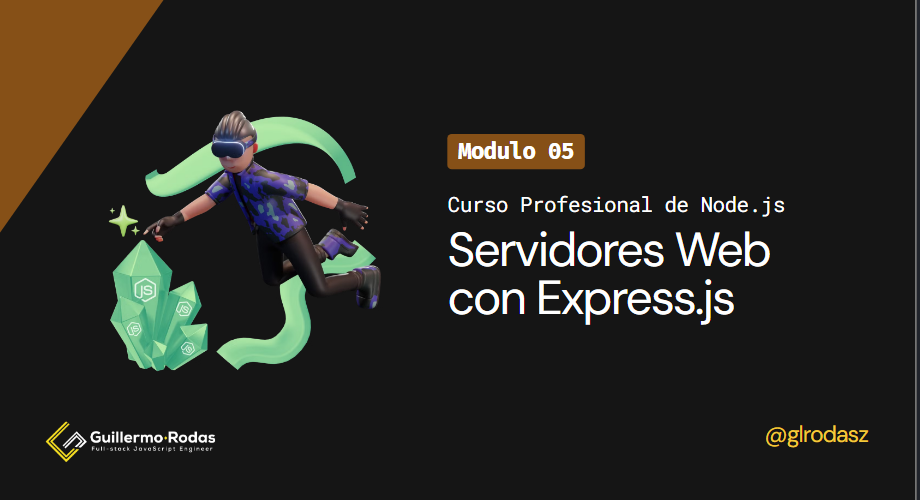 Modulo 05
Curso Profesional de Node.js
Servidores Web
con Express.js
JS
JS
JS
Guillermo·Rodas
Full-stack JavaScript Engineer
@glrodasz